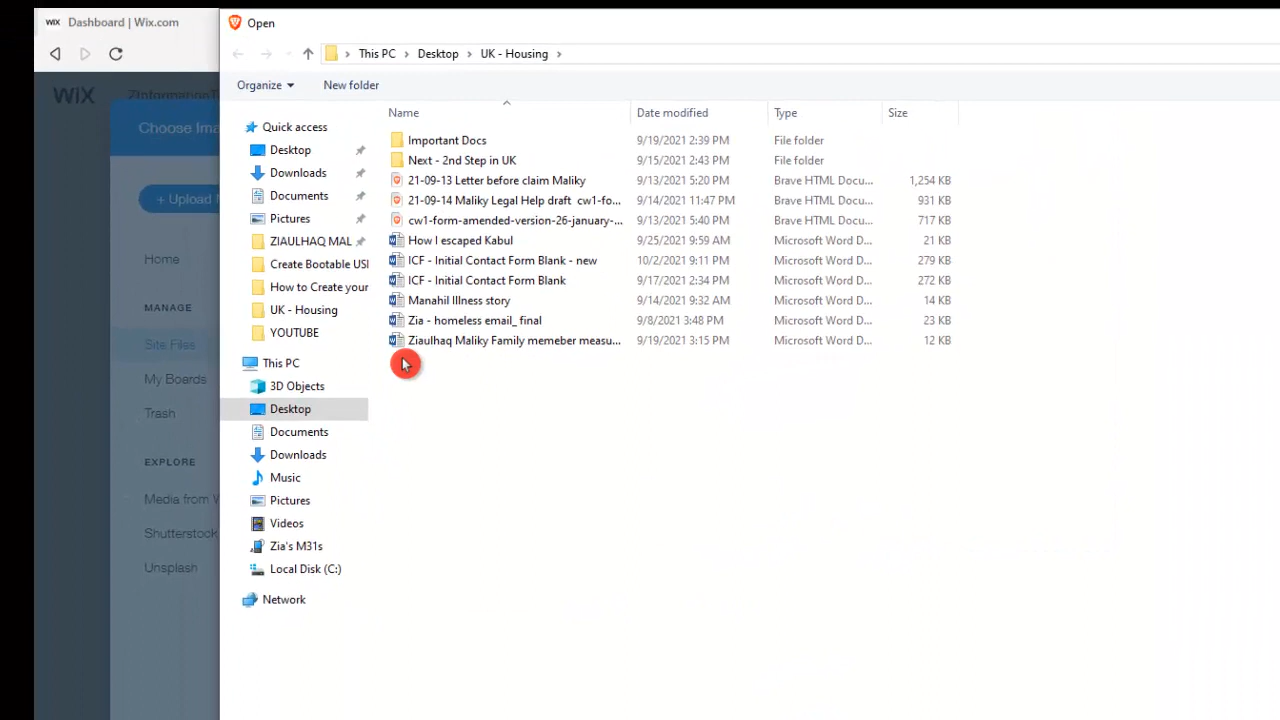 WiX Dashboard | Wix.com
Open
This PC
Desktop
UK - Housing
WiX
Organize
New folder
Choose Ima
Name
Date modified
Type
Size
Quick access
Desktop
Downloads
Documents
Pictures
ZIAULHAQ MAL
Create Bootable USI
How to Create your
UK - Housing
YOUTUBE
This PC
3D Objects
Desktop
Documents
Downloads
Music
Pictures
Videos
Zia's M31s
Local Disk (C:)
Network
Important Docs 9/19/2021 2:39 PM File folder
Next - 2nd Step in UK 9/15/2021 2:43 PM File folder
21-09-13 Letter before claim Maliky 9/13/2021 5:20 PM Brave HTML Docu... 1,254 KB
21-09-14 Maliky Legal Help draft cw1-fo... 9/14/2021 11:47 PM Brave HTML Docu... 931 KB
cw1-form-amended-version-26-january-... 9/13/2021 5:40 PM Brave HTML Docu... 717 KB
How I escaped Kabul 9/25/2021 9:59 AM Microsoft Word D... 21 KB
ICF - Initial Contact Form Blank - new 10/2/2021 9:11 PM Microsoft Word D... 279 KB
ICF - Initial Contact Form Blank 9/17/2021 2:34 PM Microsoft Word D... 272 KB
Manahil Illness story 9/14/2021 9:32 AM Microsoft Word D... 14 KB
Zia - homeless email_ final 9/8/2021 3:48 PM Microsoft Word D... 23 KB
Ziaulhaq Maliky Family memeber measu... 9/19/2021 3:15 PM Microsoft Word D... 12 KB
+ Upload
Home
MANAGE
Site Files
My Boards
Trash
EXPLORE
Media from W
Shutterstock
Unsplash